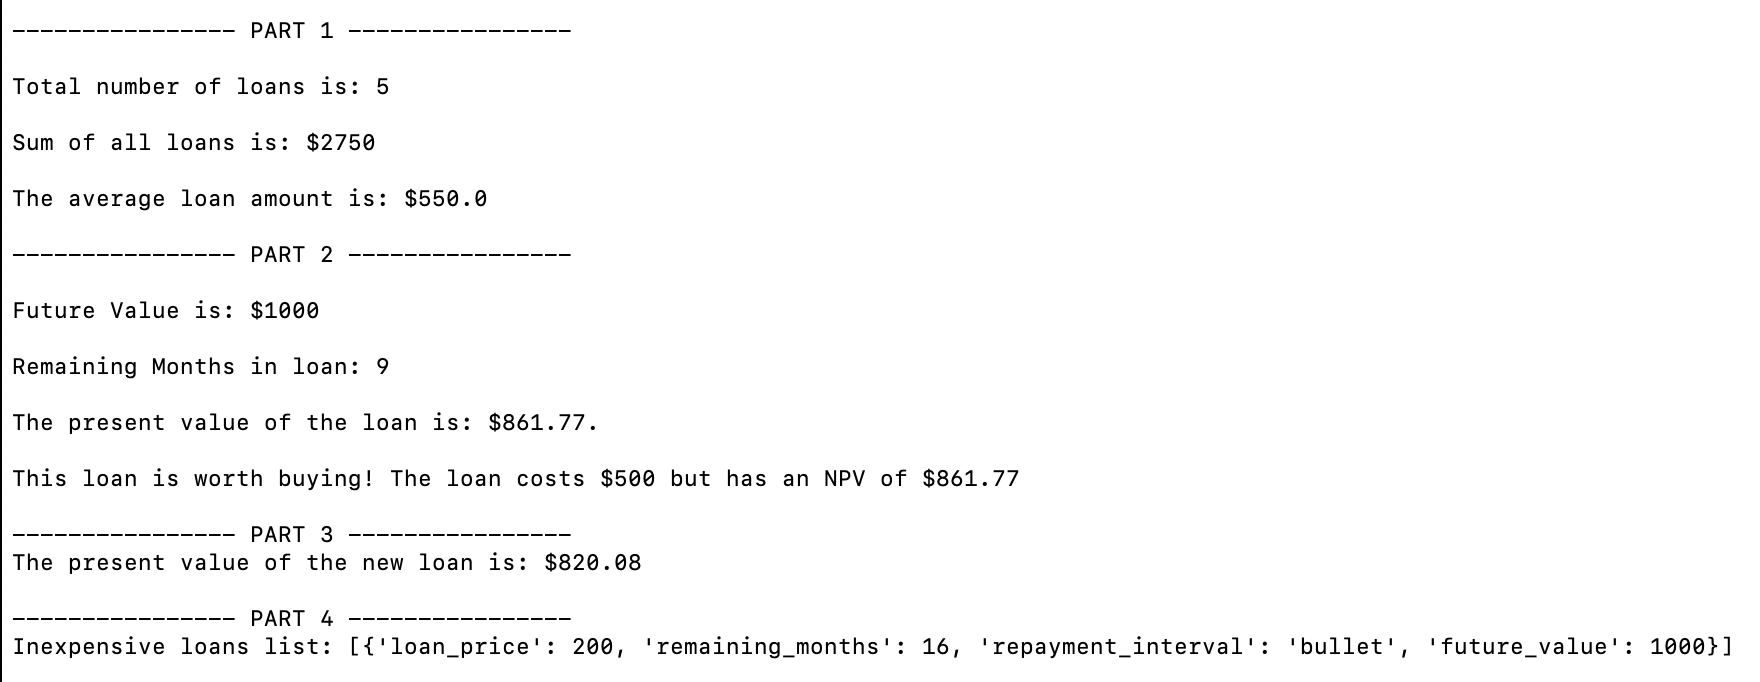 ---------------- PART 1 ----------------
Total number of loans is: 5
Sum of all loans is: $2750
The average loan amount is: $550.0
---------------- PART 2 ----------------
Future Value is: $1000
Remaining Months in loan: 9
The present value of the loan is: $861.77.
This loan is worth buying! The loan costs $500 but has an NPV of $861.77
---------------- PART 3 ----------------
The present value of the new loan is: $820.08
---------------- PART 4 ----------------
Inexpensive loans list: [{'loan_price': 200, 'remaining_months': 16, 'repayment_interval': 'bullet', 'future_value': 1000}]